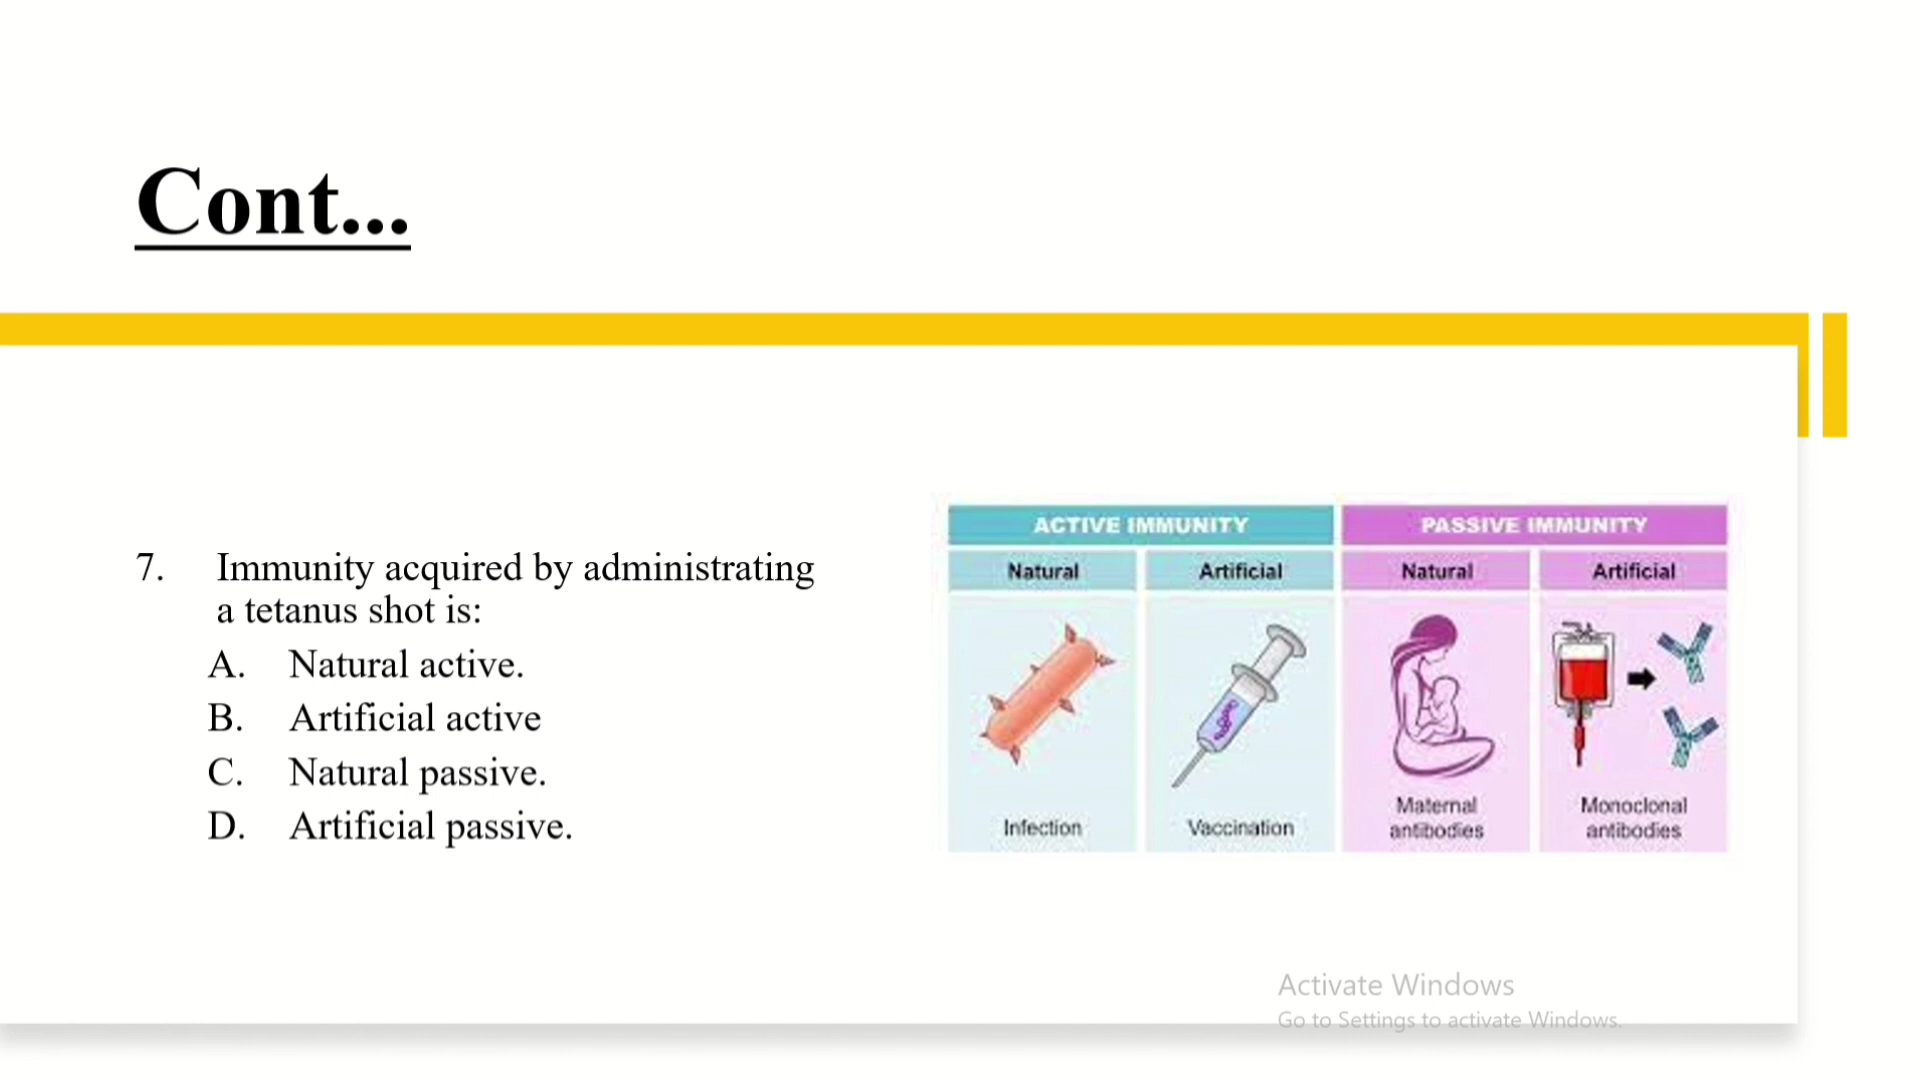 Cont...
7. Immunity acquired by administrating
a tetanus shot is:
A. Natural active.
B. Artificial active
C. Natural passive.
D. Artificial passive.
ACTIVE IMMUNITY PASSIVE IMMUNITY
Natural Artificial Natural Artificial
Infection Vaccination Maternal antibodies Monoclonal antibodies
Activate Windows
Go to Settings to activate Windows.